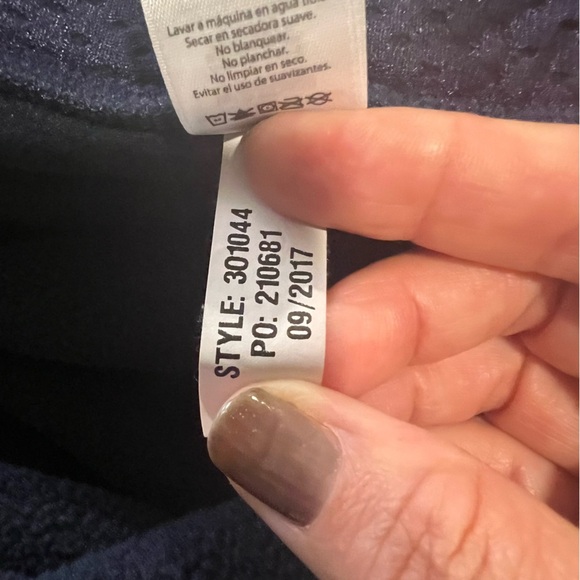 Lavar a máquina en agua
Secar en secadora suave.
No blanquear.
No planchar.
No limpiar en seco.
Evitar el uso de suavizantes.
STYLE: 301044
PO: 210681
09/2017